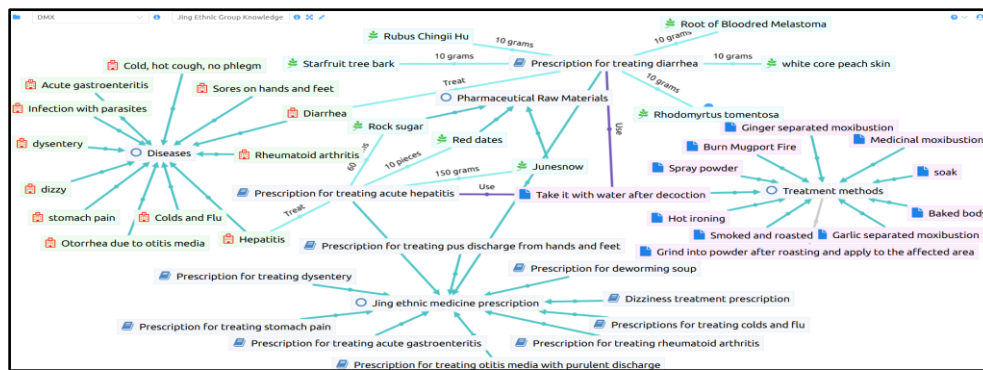 DMX
Jing Ethnic Group Knowledge
Root of Bloodred Melastoma
Rubus Chingii Hu
10 grams
10 grams
Starfruit tree bark
10 grams
Prescription for treating diarrhea
10 grams
white core peach skin
Cold, hot cough, no phlegm
Acute gastroenteritis
Sores on hands and feet
Treat
10 grams
Pharmaceutical Raw Materials
Infection with parasites
Diarrhea
Rhodomyrtus tomentosa
Rock sugar
Use
Ginger separated moxibustion
dysentery
Red dates
Burn Mugport Fire
Medicinal moxibustion
Diseases
Rheumatoid arthritis
10 pieces
Junesnow
Spray powder
soak
150 grams
dizzy
Prescription for treating acute hepatitis
Use
Take it with water after decoction
Treatment methods
stomach pain
Colds and Flu
Treat
Hot ironing
Baked body
Otorrhea due to otitis media
Hepatitis
Smoked and roasted
Garlic separated moxibustion
Prescription for treating pus discharge from hands and feet
Grind into powder after roasting and apply to the affected area
Prescription for treating dysentery
Prescription for deworming soup
Jing ethnic medicine prescription
Dizziness treatment prescription
Prescription for treating stomach pain
Prescriptions for treating colds and flu
Prescription for treating acute gastroenteritis
Prescription for treating rheumatoid arthritis
Prescription for treating otitis media with purulent discharge